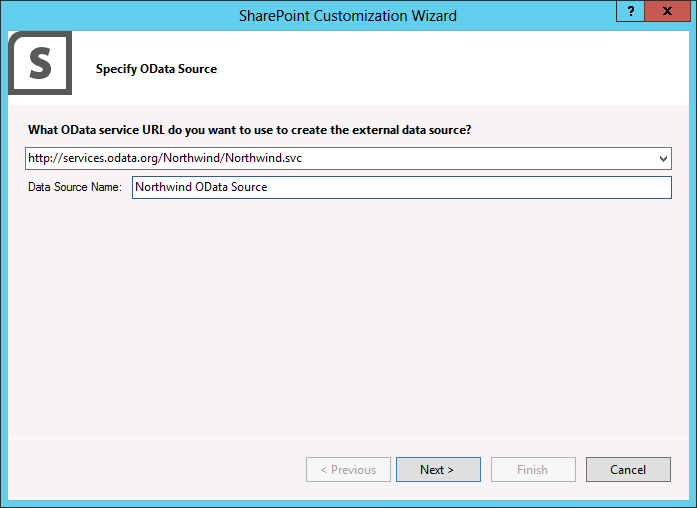 SharePoint Customization Wizard
? x
S
Specify OData Source
What OData service URL do you want to use to create the external data source?
http://services.odata.org/Northwind/Northwind.svc
Data Source Name: Northwind OData Source
< Previous Next > Finish Cancel